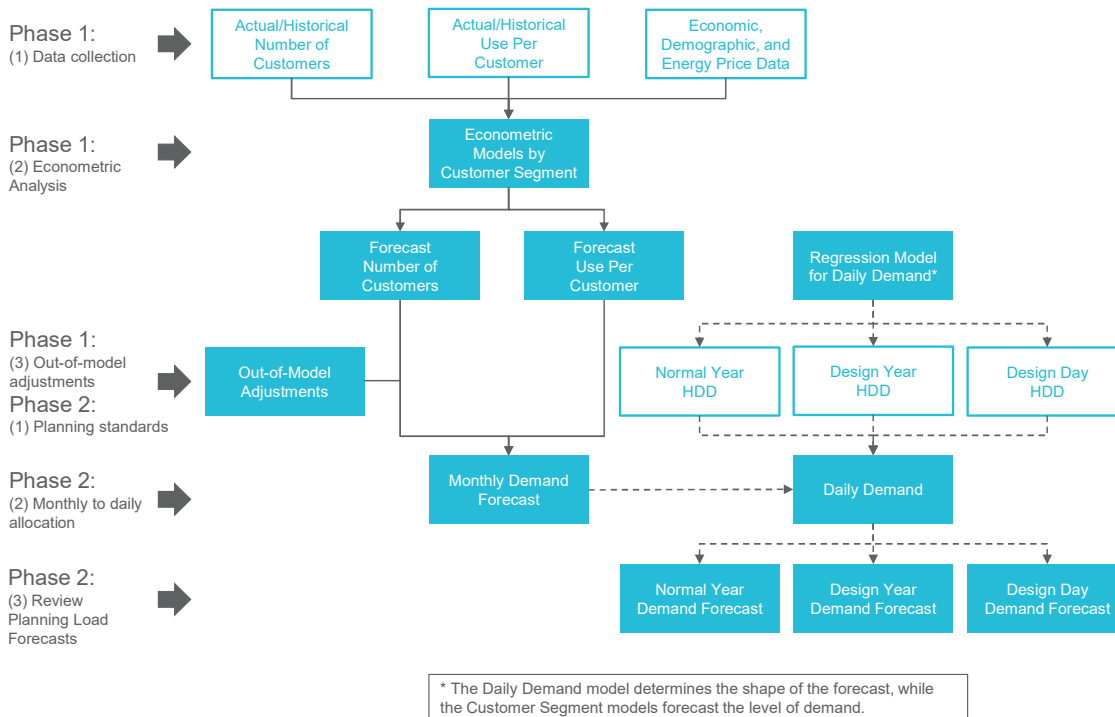 Phase 1:
(1) Data collection
Actual/Historical
Number of
Customers
Actual/Historical
Use Per
Customer
Economic,
Demographic, and
Energy Price Data
Phase 1:
(2) Econometric
Analysis
Econometric
Models by
Customer Segment
Forecast
Number of
Customers
Forecast
Use Per
Customer
Regression Model
for Daily Demand*
Phase 1:
(3) Out-of-model
adjustments
Phase 2:
(1) Planning standards
Out-of-Model
Adjustments
Normal Year
HDD
Design Year
HDD
Design Day
HDD
Phase 2:
(2) Monthly to daily
allocation
Monthly Demand
Forecast
Daily Demand
Phase 2:
(3) Review
Planning Load
Forecasts
Normal Year
Demand Forecast
Design Year
Demand Forecast
Design Day
Demand Forecast
* The Daily Demand model determines the shape of the forecast, while
the Customer Segment models forecast the level of demand.